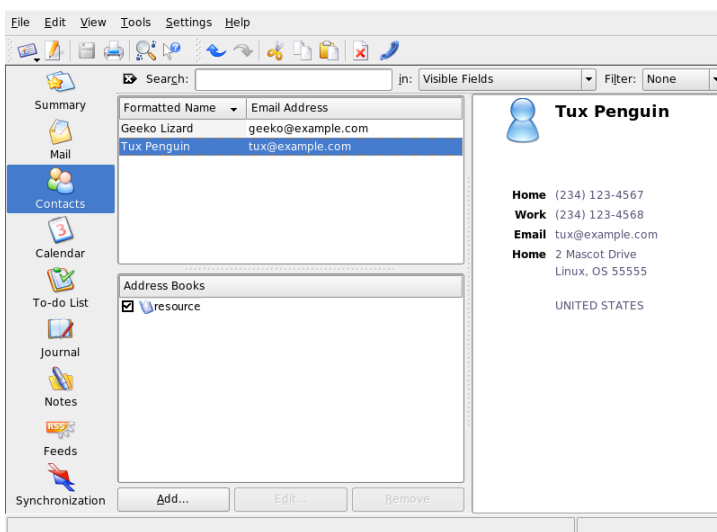 File Edit View Tools Settings Help
Search: in: Visible Fields Filter: None
Summary
Mail
Contacts
Calendar
To-do List
Journal
Notes
RSS
Feeds
Synchronization
Formatted Name Email Address
Geeko Lizard geeko@example.com
Tux Penguin tux@example.com
Address Books
resource
Add... Edit... Remove
Tux Penguin
Home (234) 123-4567
Work (234) 123-4568
Email tux@example.com
Home 2 Mascot Drive
Linux, OS 55555
UNITED STATES